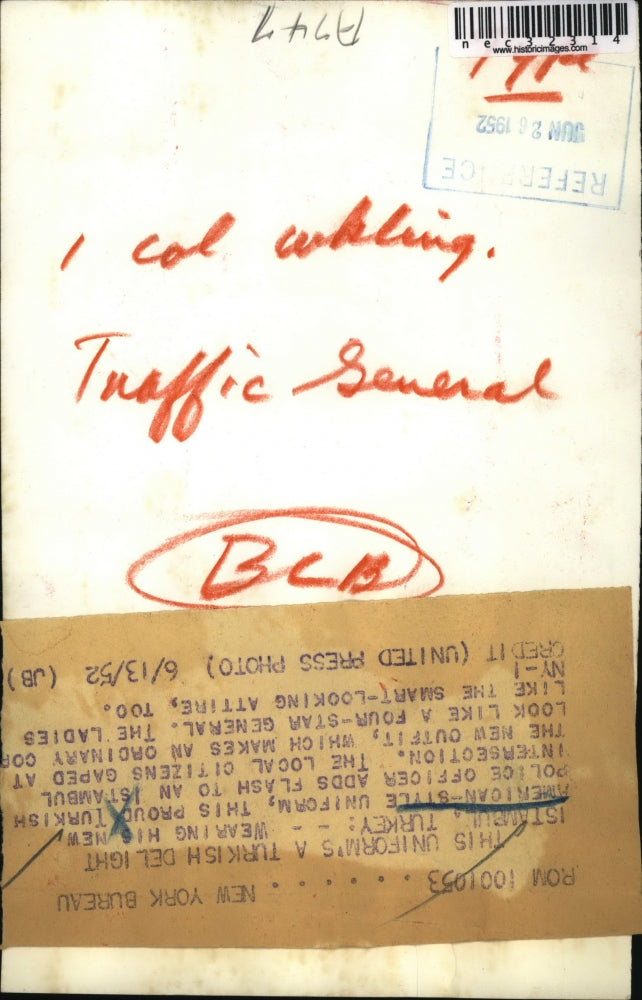 A747
nec32314
www.historicimages.com
JUN 26 1952
REFERENCE
1 col
Traffic General
BCB
ROM 1001053 . . . . . . . NEW YORK BUREAU
THIS UNIFORM'S A TURKISH DELIGHT
ISTANBUL, TURKEY: - - WEARING HIS NEW
AMERICAN-STYLE UNIFORM, THIS PROUD TURKISH
POLICE OFFICER ADDS FLASH TO AN ISTANBUL
INTERSECTION. THE LOCAL CITIZENS GAPED AT
THE NEW OUTFIT, WHICH MAKES AN ORDINARY COP
LOOK LIKE A FOUR-STAR GENERAL. THE LADIES
LIKE THE SMART-LOOKING ATTIRE, TOO.
NY-1
CREDIT (UNITED PRESS PHOTO) 6/13/52 (JB)